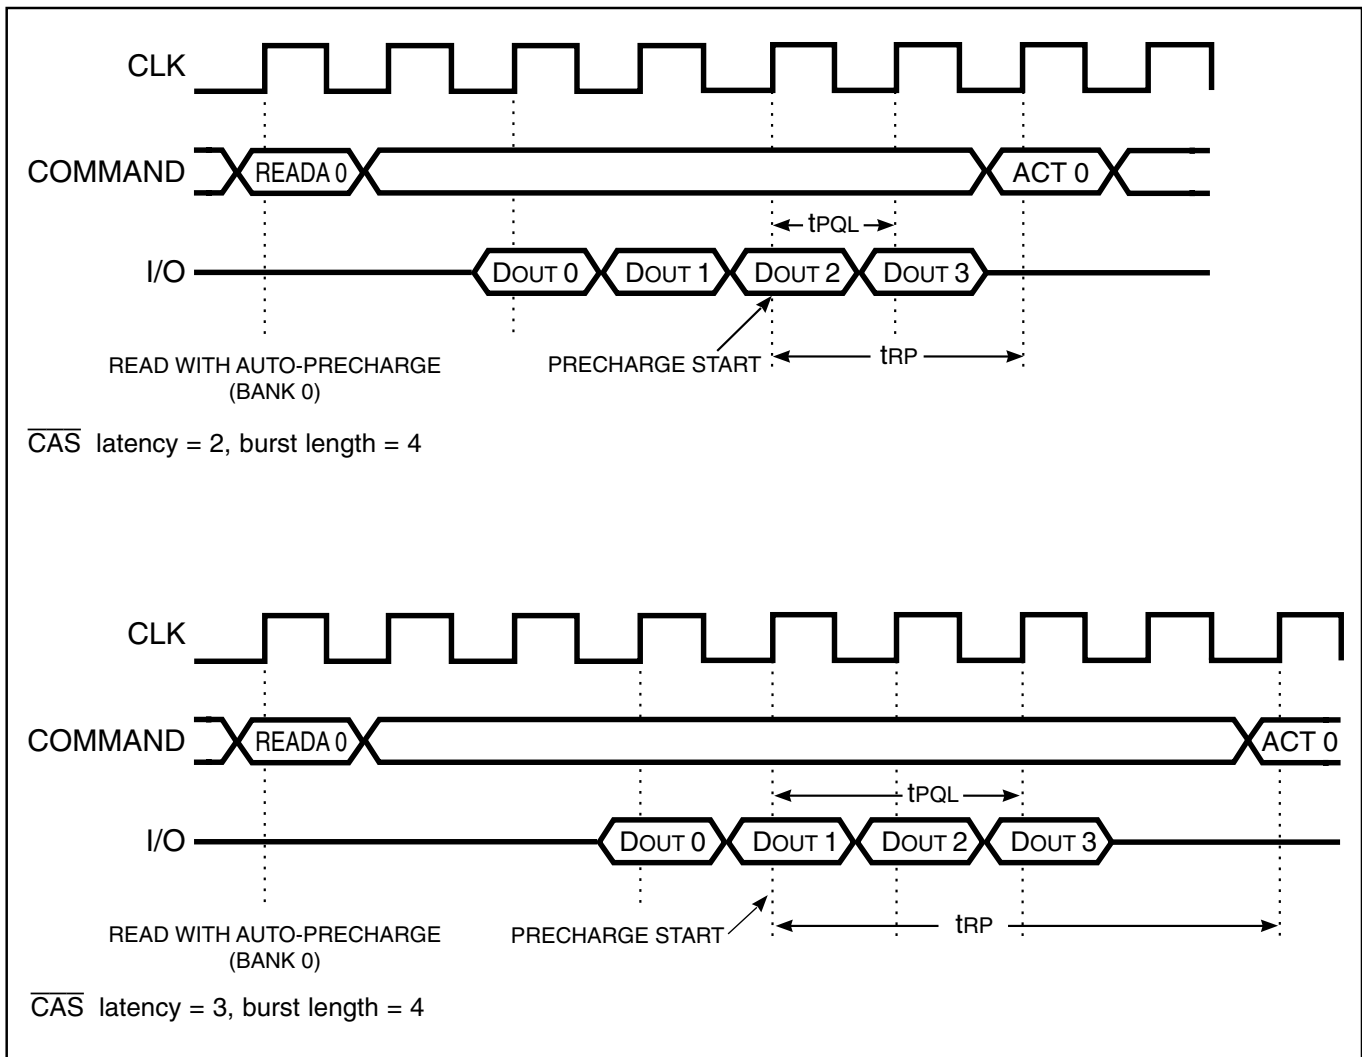 CLK
COMMAND READA 0 ACT 0
tPQL
I/O DOUT 0 DOUT 1 DOUT 2 DOUT 3
READ WITH AUTO-PRECHARGE PRECHARGE START tRP
(BANK 0)
CAS latency = 2, burst length = 4
CLK
COMMAND READA 0 ACT 0
tPQL
I/O DOUT 0 DOUT 1 DOUT 2 DOUT 3
READ WITH AUTO-PRECHARGE PRECHARGE START tRP
(BANK 0)
CAS latency = 3, burst length = 4